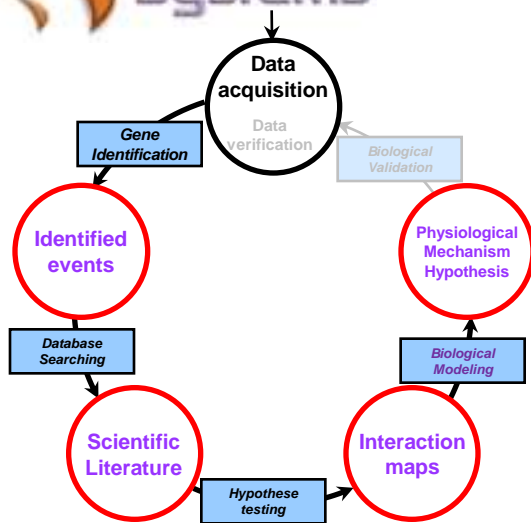 Data
acquisition
Data
verification
Gene
Identification
Biological
Validation
Identified
events
Physiological
Mechanism
Hypothesis
Database
Searching
Biological
Modeling
Scientific
Literature
Interaction
maps
Hypothese
testing